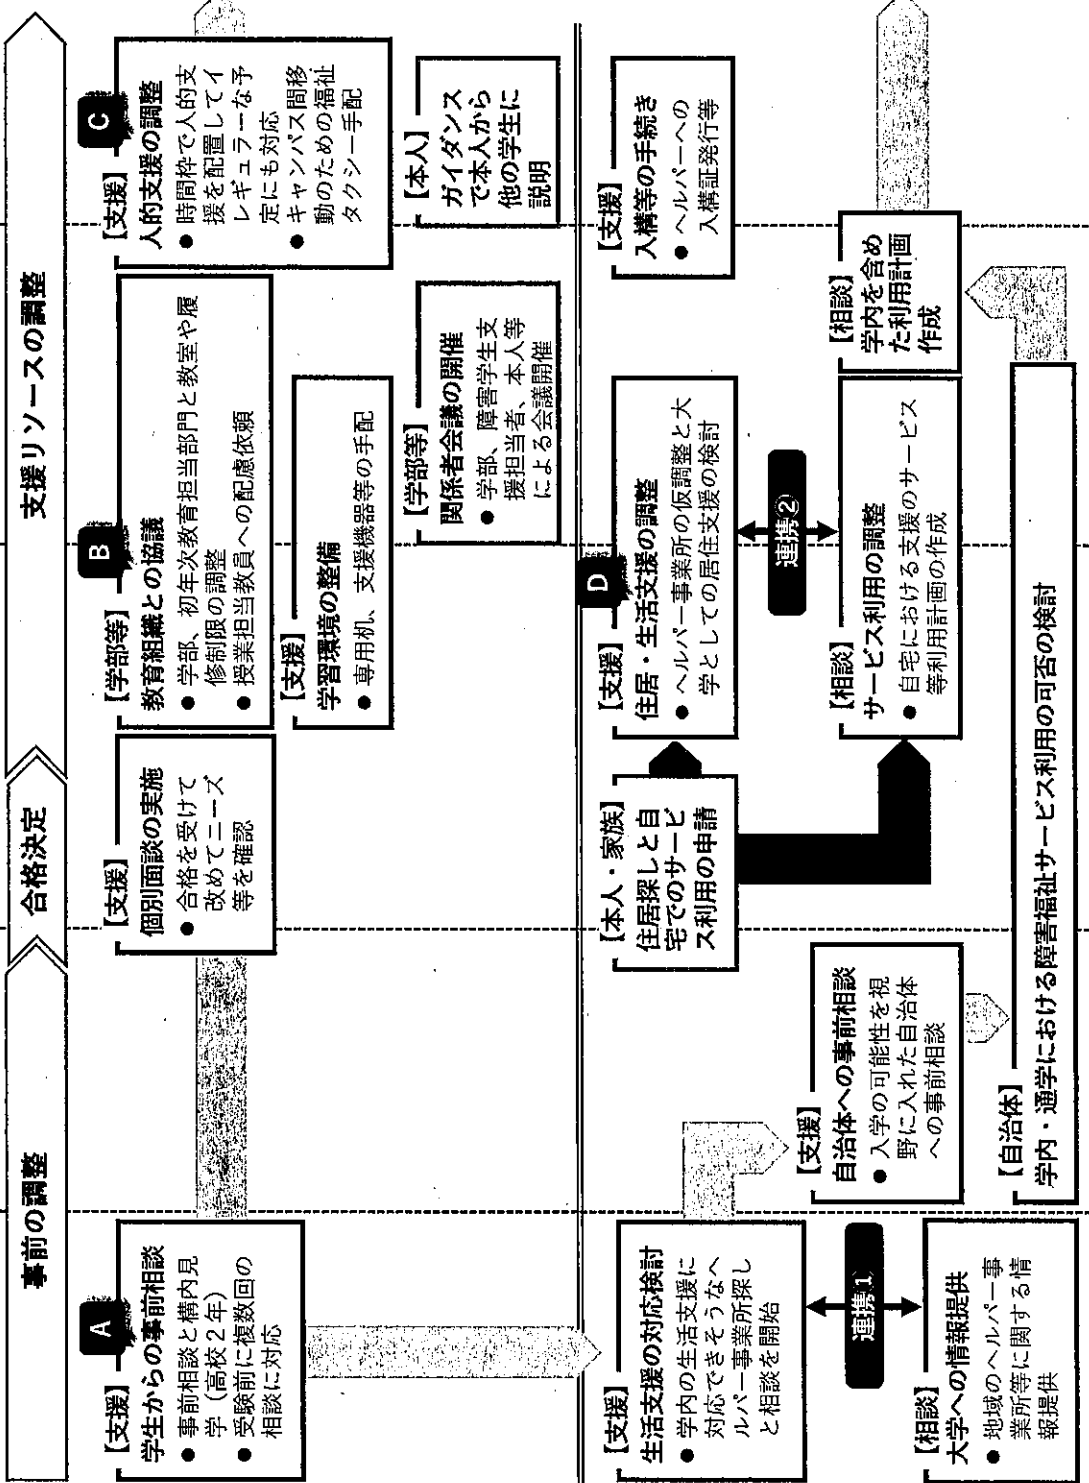 事前の調整
合格決定
支援リソースの調整
A
【支援】
学生からの事前相談
● 事前相談と構内見
学（高校２年）
● 受験前に複数回の
相談に対応
【支援】
個別面談の実施
● 合格を受けて
改めてニーズ
等を確認
B
【学部等】
教育組織との協議
● 学部、初年次教育担当部門と教室や履
修制限の調整
● 授業担当教員への配慮依頼
【支援】
学習環境の整備
● 専用机、支援機器等の手配
【学部等】
関係者会議の開催
● 学部、障害学生支
援担当者、本人等
による会議開催
C
【支援】
人的支援の調整
● 時間枠で人的支
援を配置してイ
レギュラーな予
定にも対応
● キャンパス間移
動のための福祉
タクシー手配
【本人】
ガイダンス
で本人から
他の学生に
説明
【支援】
生活支援の対応検討
● 学内の生活支援に
対応できそうなヘ
ルパー事業所探し
と相談を開始
連携1
【相談】
大学への情報提供
● 地域のヘルパー事
業所等に関する情
報提供
【支援】
自治体への事前相談
● 入学の可能性を視
野に入れた自治体
への事前相談
【自治体】
学内・通学における障害福祉サービス利用の可否の検討
【本人・家族】
住居探しと自
宅でのサービ
ス利用の申請
D
【支援】
住居・生活支援の調整
● ヘルパー事業所の仮調整と大
学としての居住支援の検討
連携2
【相談】
サービス利用の調整
● 自宅における支援のサービス
等利用計画の作成
【支援】
入構等の手続き
● ヘルパーへの
入構証発行等
【相談】
学内を含め
た利用計画
作成